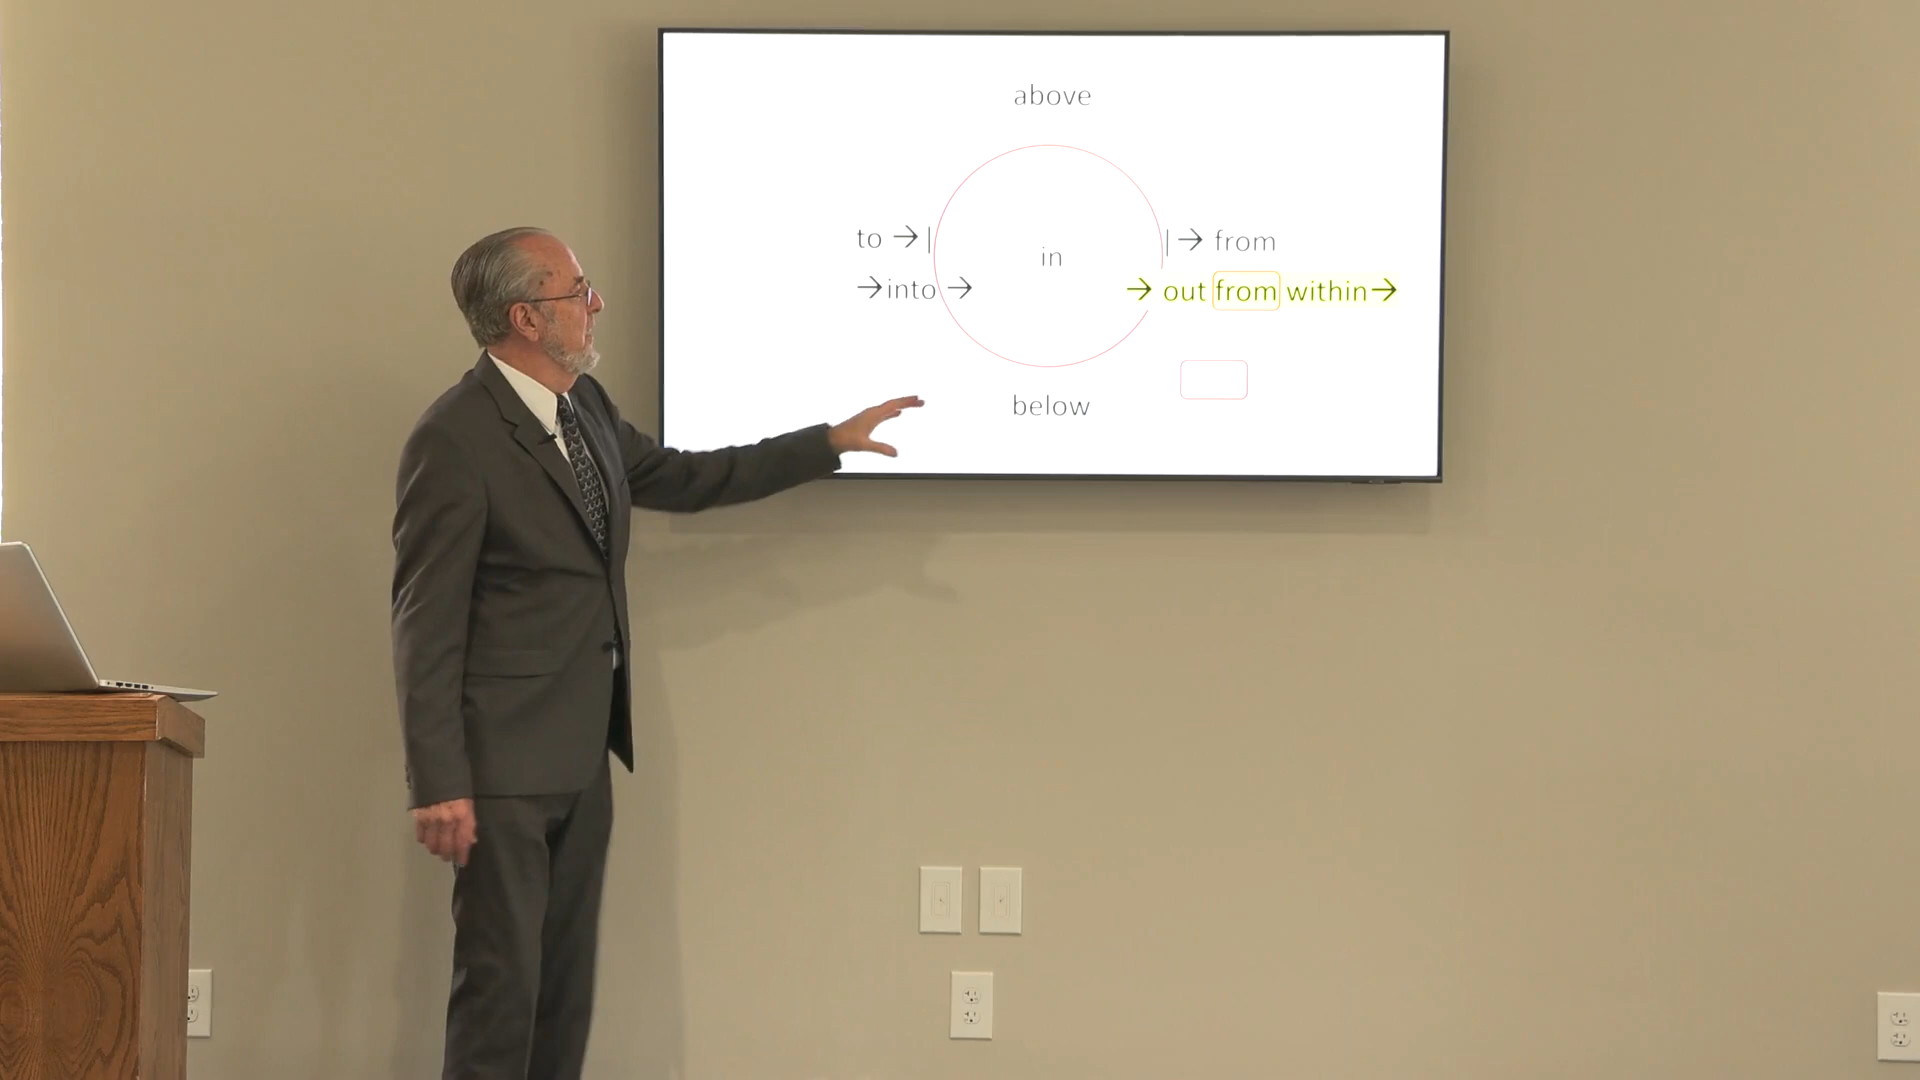 above
to →| in |→ from
→into → → out from within→
below